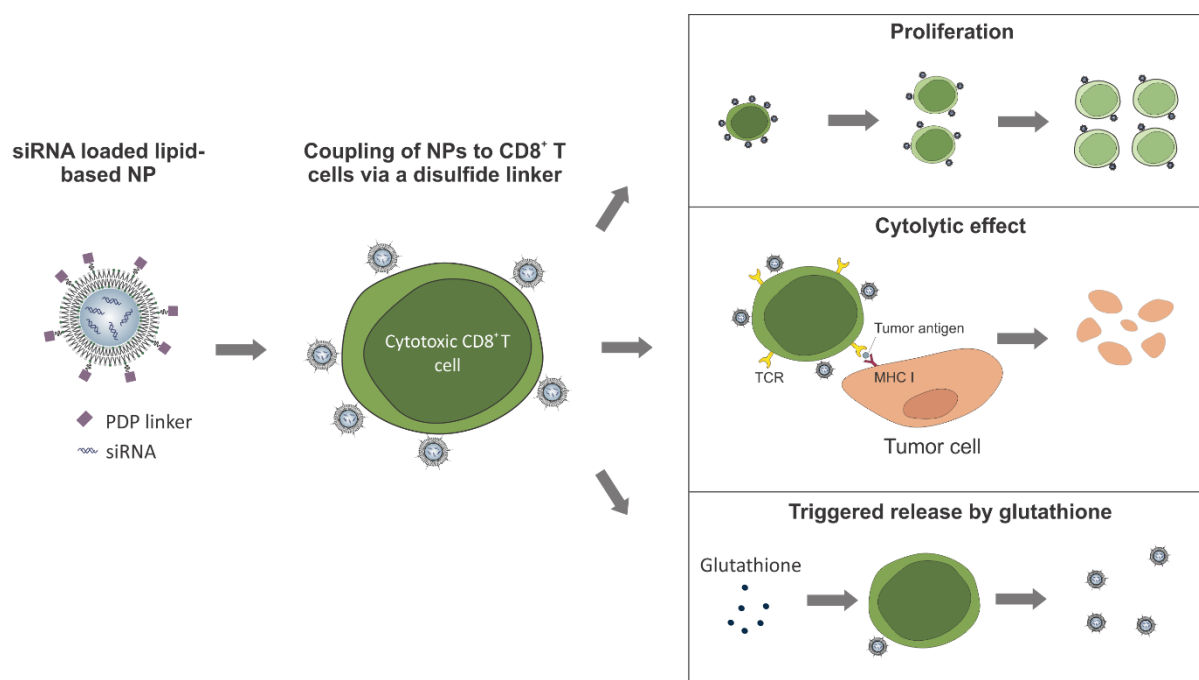 siRNA loaded lipid-
based NP
PDP linker
siRNA
Coupling of NPs to CD8⁺ T
cells via a disulfide linker
Cytotoxic CD8⁺ T
cell
Proliferation
Cytolytic effect
Tumor antigen
TCR
MHC I
Tumor cell
Triggered release by glutathione
Glutathione